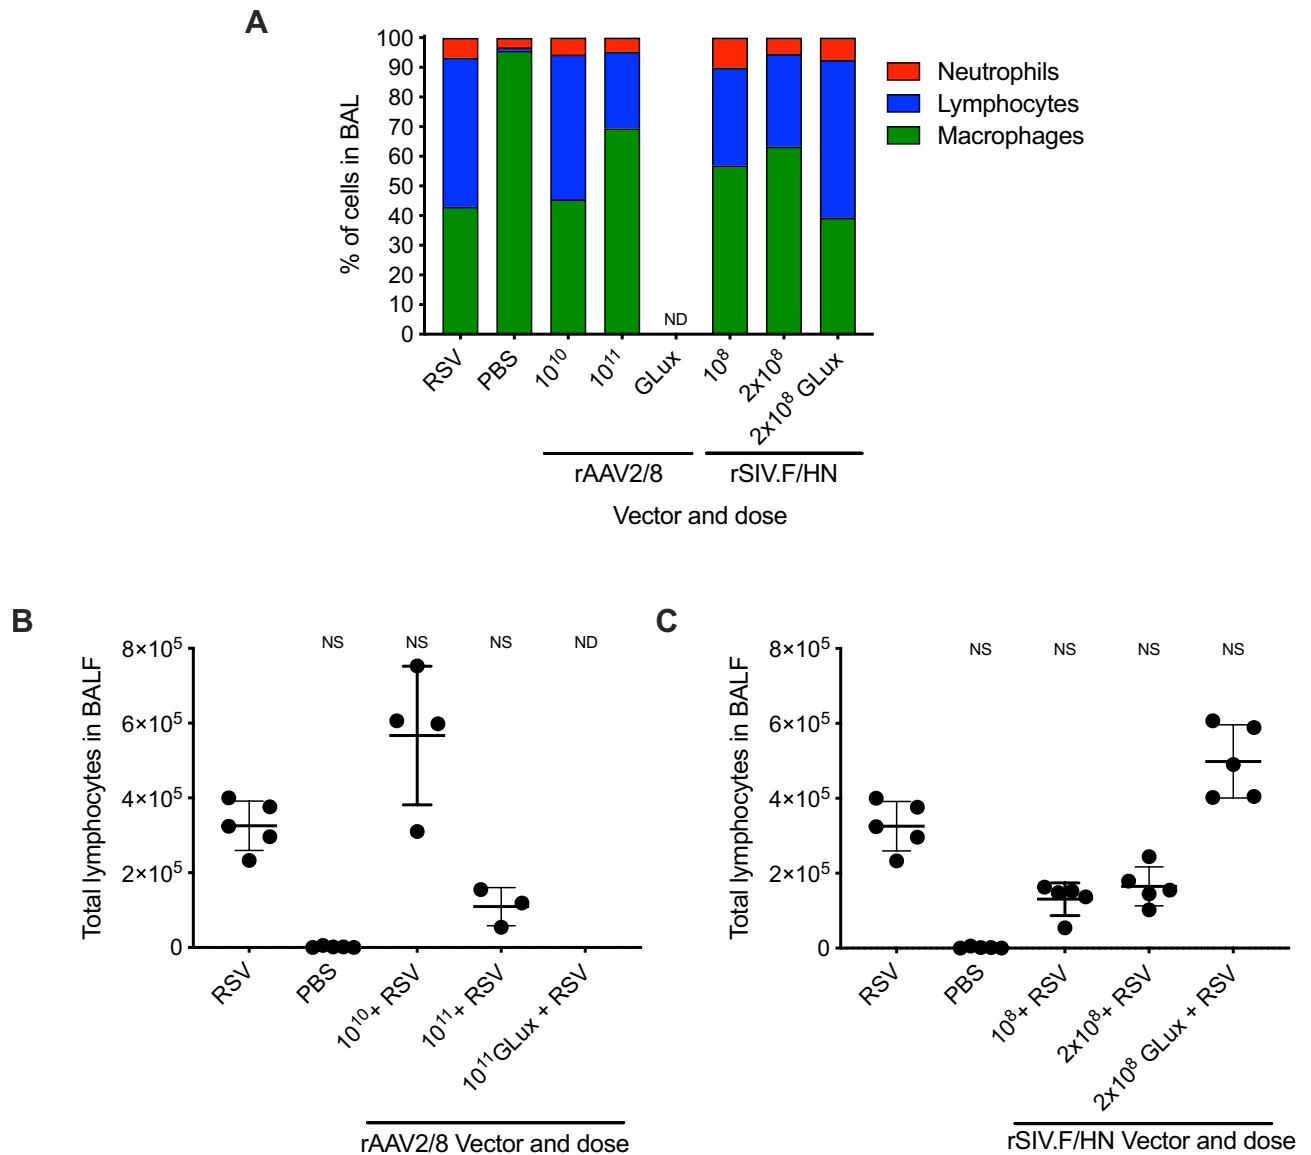 A
% of cells in BAL
100
90
80
70
60
50
40
30
20
10
0
ND
RSV
PBS
10¹⁰
10¹¹
GLux
10⁸
2x10⁸
2x10⁸ GLux
rAAV2/8
rSIV.F/HN
Vector and dose
Neutrophils
Lymphocytes
Macrophages
B
Total lymphocytes in BALF
8×10⁵
6×10⁵
4×10⁵
2×10⁵
0
NS
NS
NS
ND
RSV
PBS
10¹⁰+ RSV
10¹¹+ RSV
10¹¹GLux + RSV
rAAV2/8 Vector and dose
C
Total lymphocytes in BALF
8×10⁵
6×10⁵
4×10⁵
2×10⁵
0
NS
NS
NS
NS
RSV
PBS
10⁸+ RSV
2x10⁸+ RSV
2x10⁸ GLux + RSV
rSIV.F/HN Vector and dose